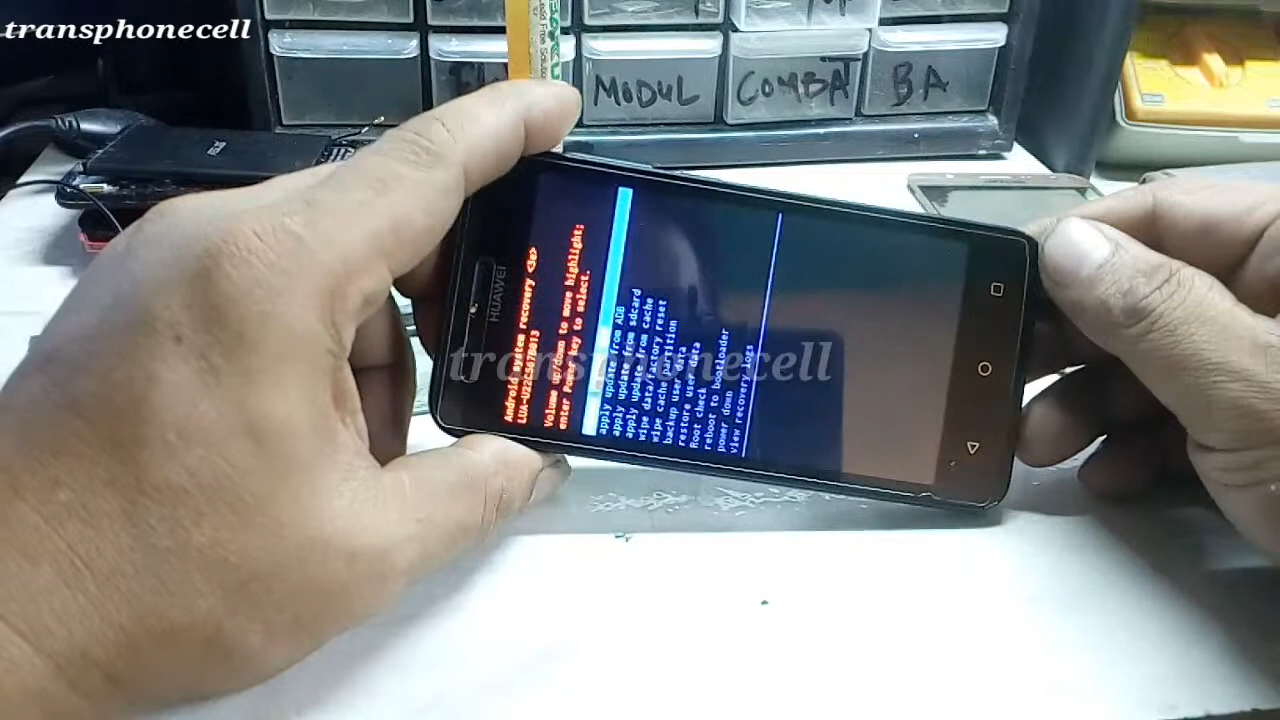 transphonecell
MODUL
COMBAT
BA
HUAWEI
Android system recovery <3e>
Volume up/down to move highlight;
enter Power key to select.
apply update from ADB
apply update from sdcard
apply update from cache
wipe data/factory reset
wipe cache partition
backup user data
restore user data
Root check
reboot to bootloader
power down
view recovery logs
transphonecell